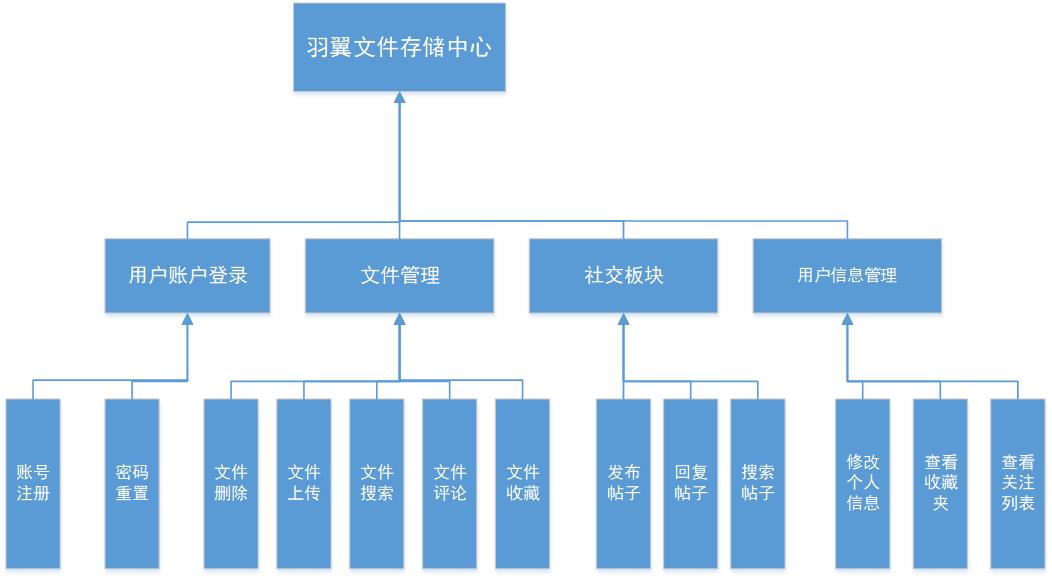 羽翼文件存储中心
用户账户登录
文件管理
社交板块
用户信息管理
账号
注册
密码
重置
文件
删除
文件
上传
文件
搜索
文件
评论
文件
收藏
发布
帖子
回复
帖子
搜索
帖子
修改
个人
信息
查看
收藏
夹
查看
关注
列表